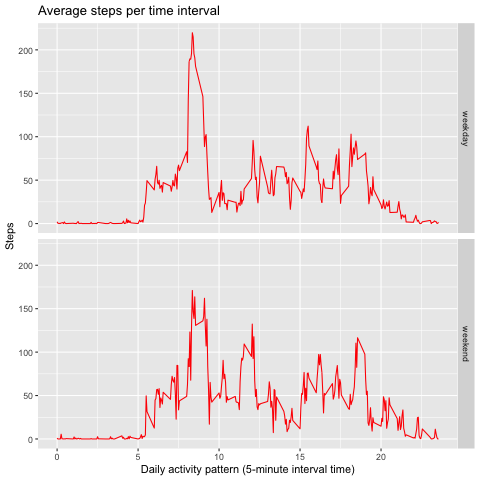 Average steps per time interval
200
150
100
50
0
weekday
Steps
200
150
100
50
0
weekend
0 5 10 15 20
Daily activity pattern (5-minute interval time)